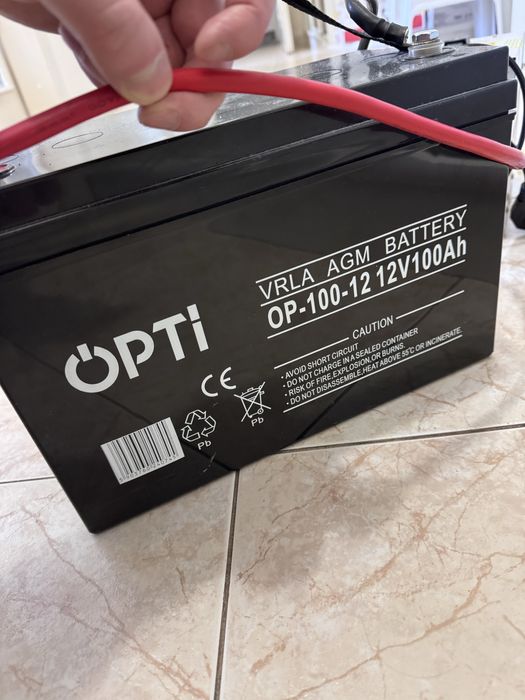 VRLA AGM BATTERY
OP-100-12 12V100Ah
OPTi
CAUTION
• AVOID SHORT CIRCUIT
• DO NOT CHARGE IN A SEALED CONTAINER
• RISK OF FIRE,EXPLOSION,OR BURNS.
• DO NOT DISASSEMBLE,HEAT ABOVE 55°C OR INCINERATE.
CE
Pb
Pb